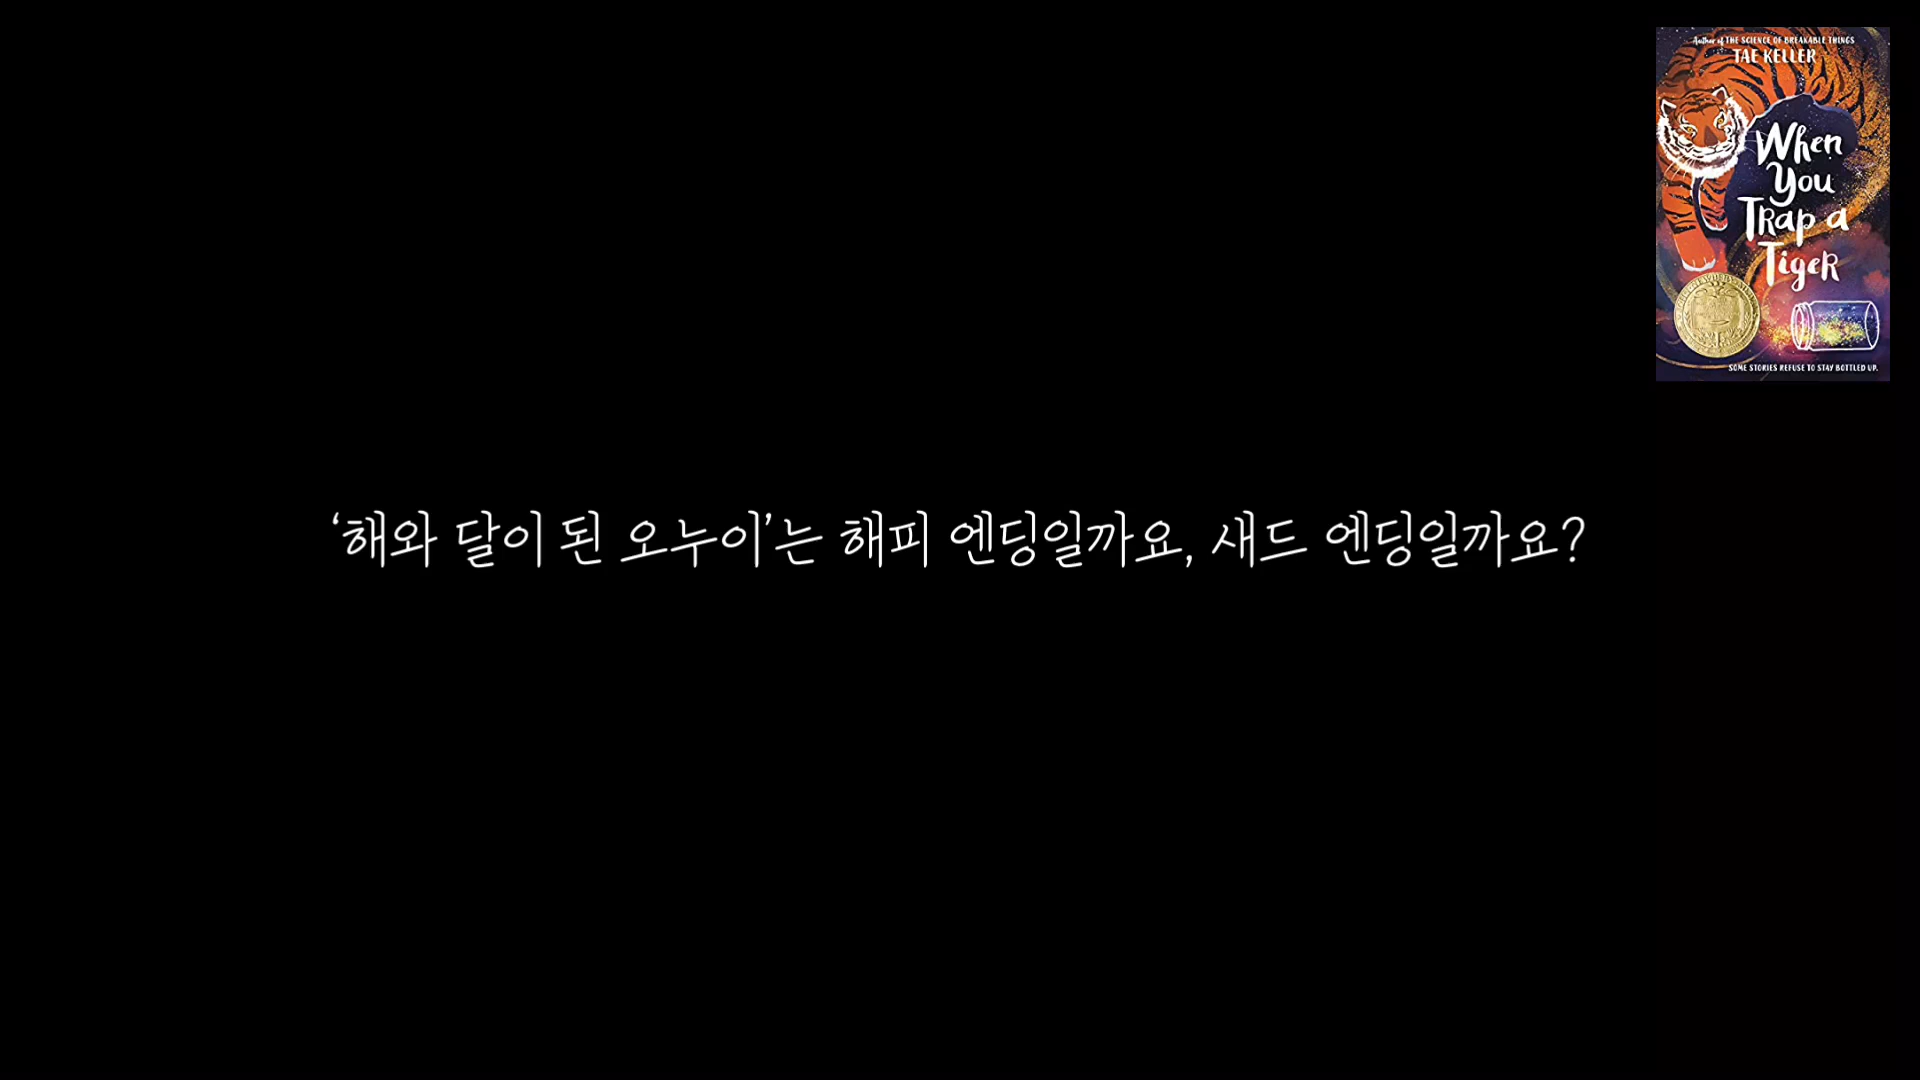 Author of THE SCIENCE OF BREAKABLE THINGS
TAE KELLER
When
You
TRap a
TigeR
SOME STORIES REFUSE TO STAY BOTTLED UP.
‘해와 달이 된 오누이’는 해피 엔딩일까요, 새드 엔딩일까요?